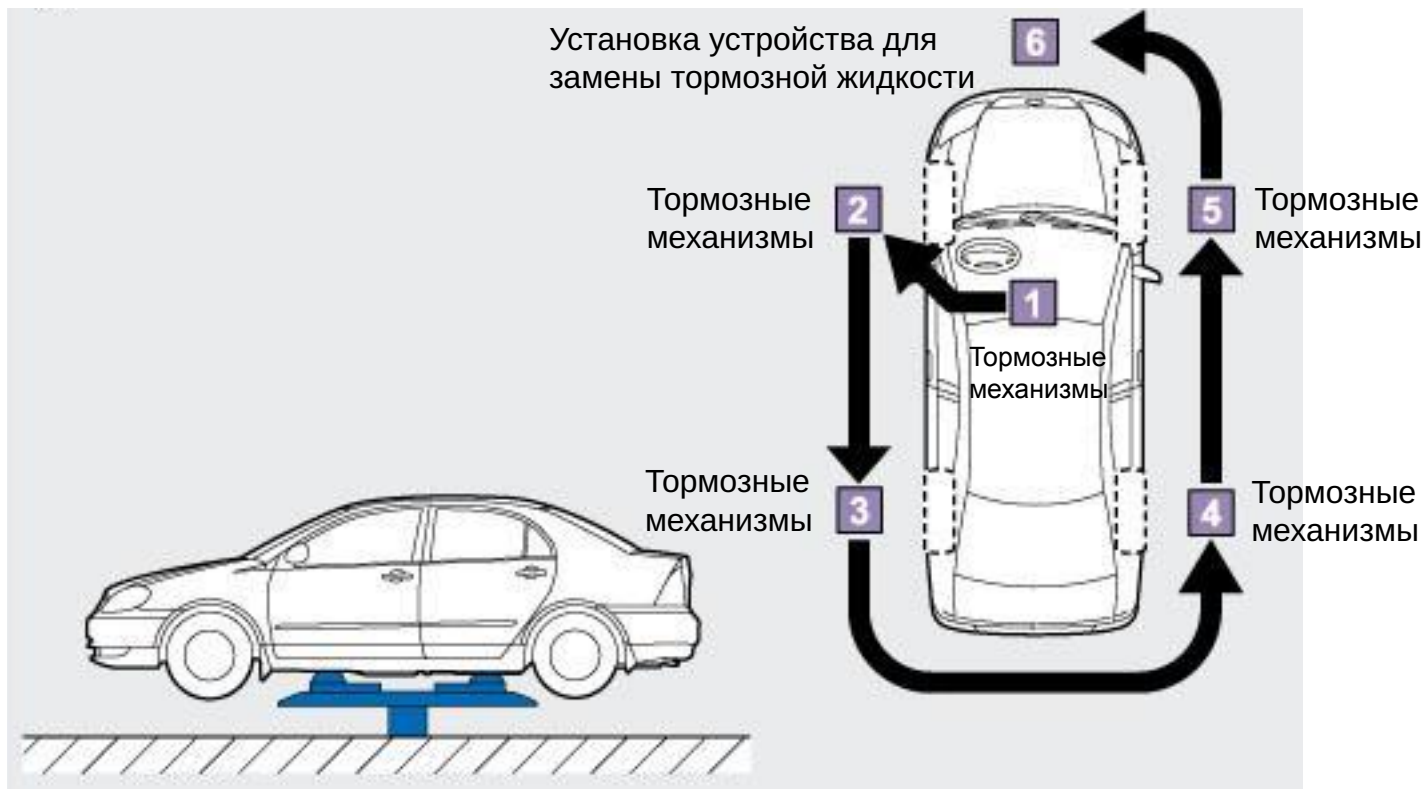 Установка устройства для
замены тормозной жидкости
6
Тормозные
механизмы
2
5
Тормозные
механизмы
1
Тормозные
механизмы
Тормозные
механизмы
3
4
Тормозные
механизмы